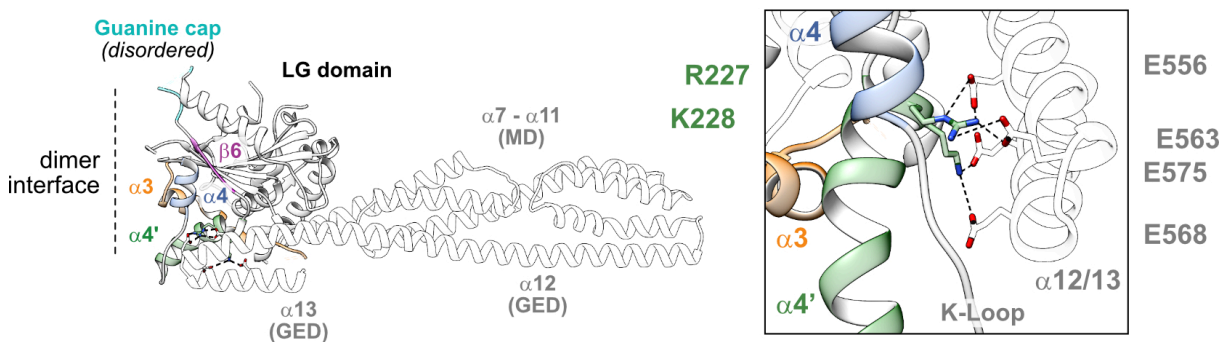 Guanine cap
(disordered)
LG domain
dimer
interface
β6
α3
α4
α4'
α7 - α11
(MD)
α12
(GED)
α13
(GED)
R227
K228
α4
α3
α4’
K-Loop
α12/13
E556
E563
E575
E568